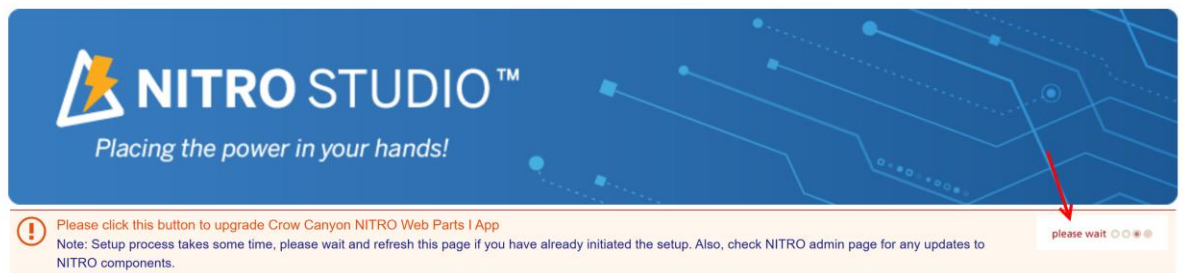 NITRO STUDIO™
Placing the power in your hands!
Please click this button to upgrade Crow Canyon NITRO Web Parts I App
Note: Setup process takes some time, please wait and refresh this page if you have already initiated the setup. Also, check NITRO admin page for any updates to
NITRO components.
please wait